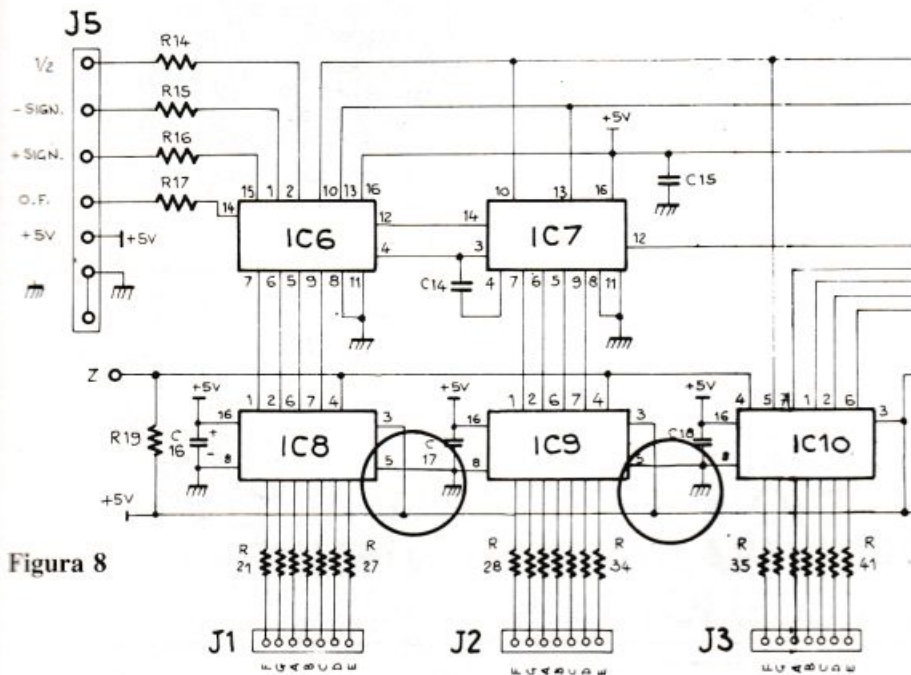 J5
1/2
R14
-SIGN.
R15
+SIGN.
R16
O.F.
R17
+5V
+5V
+5V
C15
15 1 2 10 13 16
14
IC6
12
4
7 6 5 9 8 11
10 13 16
14
3
IC7
12
C14
4 7 6 5 9 8 11
Z
+5V
+5V
+5V
R19
C
16
+
-
16
8
1 2 6 7 4
IC8
3
5
C
17
16
8
1 2 6 7 4
IC9
3
5
C18
16
8
4 5 7 1 2 6
IC10
3
+5V
Figura 8
R
21
R
27
R
28
R
34
R
35
R
41
J1
F G A B C D E
J2
F G A B C D E
J3
F G A B C D E